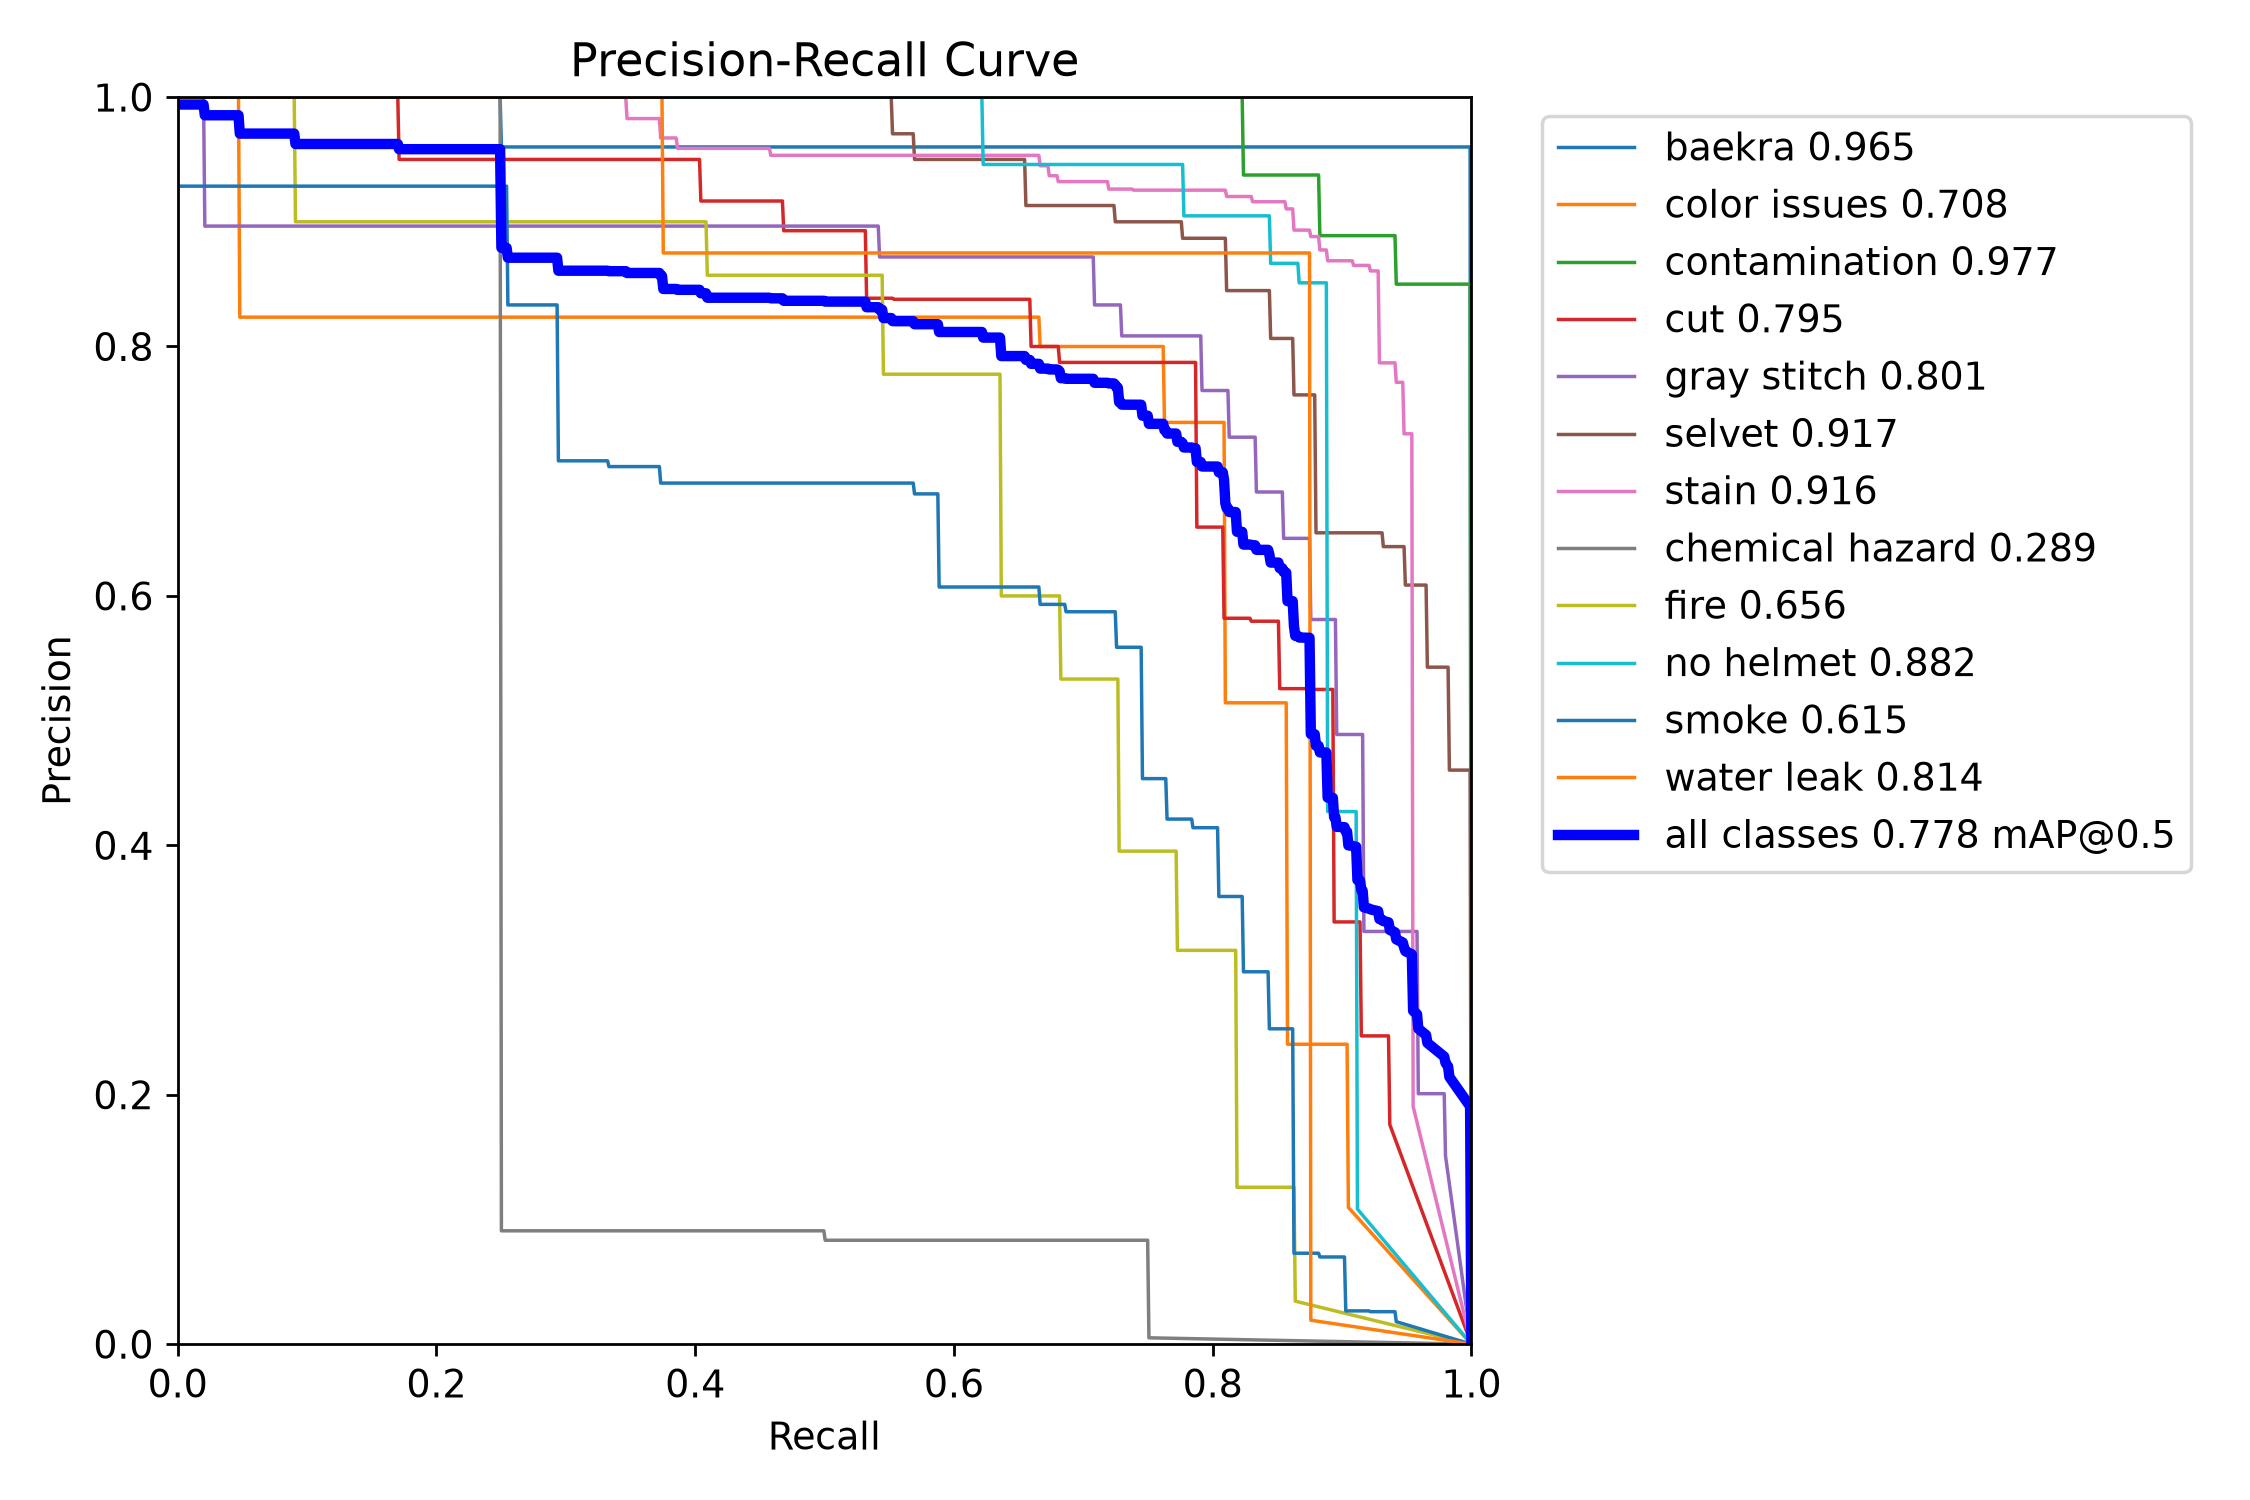 Precision-Recall Curve
1.0
0.8
0.6
0.4
0.2
0.0
Precision
0.0 0.2 0.4 0.6 0.8 1.0
Recall
baekra 0.965
color issues 0.708
contamination 0.977
cut 0.795
gray stitch 0.801
selvet 0.917
stain 0.916
chemical hazard 0.289
fire 0.656
no helmet 0.882
smoke 0.615
water leak 0.814
all classes 0.778 mAP@0.5